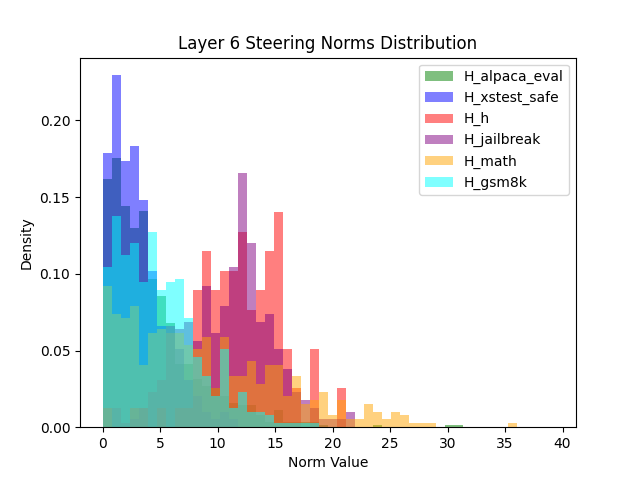 Layer 6 Steering Norms Distribution
H_alpaca_eval
H_xstest_safe
H_h
H_jailbreak
H_math
H_gsm8k
0.20
0.15
0.10
0.05
0.00
Density
0 5 10 15 20 25 30 35 40
Norm Value